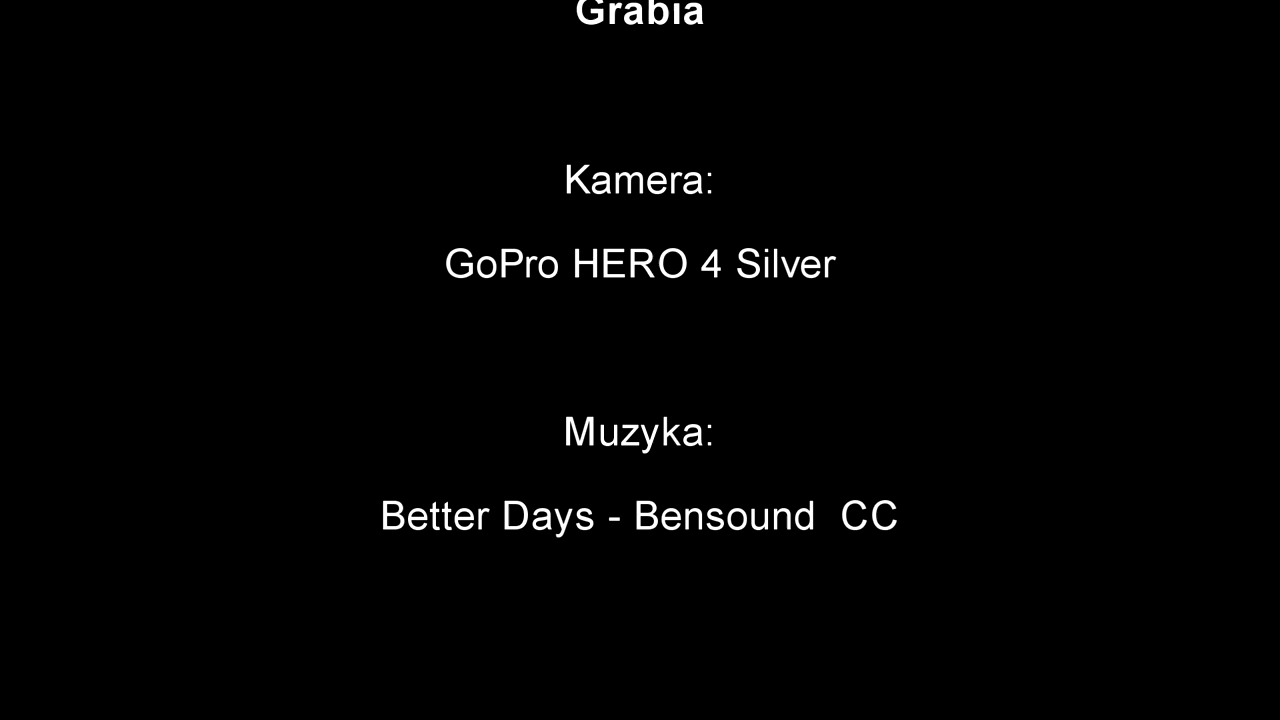 Grabia
Kamera:
GoPro HERO 4 Silver
Muzyka:
Better Days - Bensound  CC